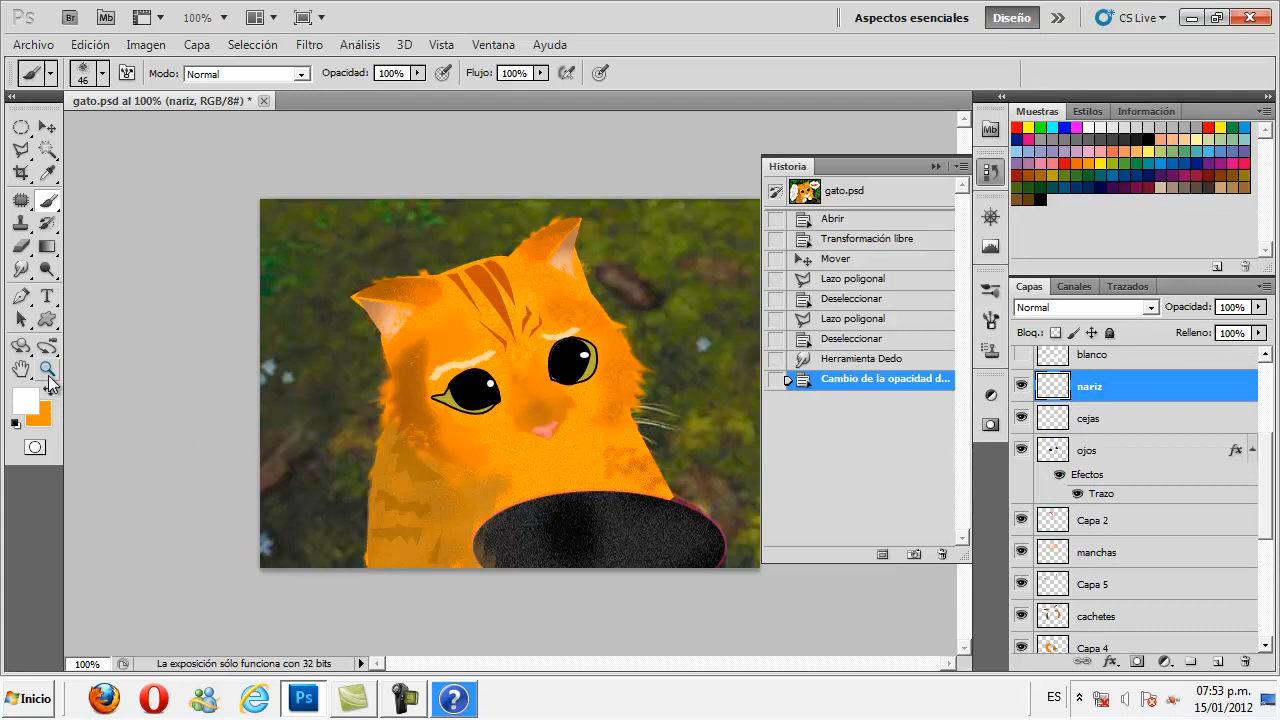 Ps Br Mb 100% Aspectos esenciales Diseño CS Live
Archivo Edición Imagen Capa Selección Filtro Análisis 3D Vista Ventana Ayuda
46 Modo: Normal Opacidad: 100% Flujo: 100%
gato.psd al 100% (nariz, RGB/8#) *
Historia
gato.psd
Abrir
Transformación libre
Mover
Lazo poligonal
Deseleccionar
Lazo poligonal
Deseleccionar
Herramienta Dedo
Cambio de la opacidad d...
Mb
Muestras Estilos Información
Capas Canales Trazados
Normal Opacidad: 100%
Bloq.: Relleno: 100%
blanco
nariz
cejas
ojos fx
Efectos
Trazo
Capa 2
manchas
Capa 5
cachetes
Capa 4
fx
T
100% La exposición sólo funciona con 32 bits
Inicio Ps ? ES 07:53 p.m.
15/01/2012